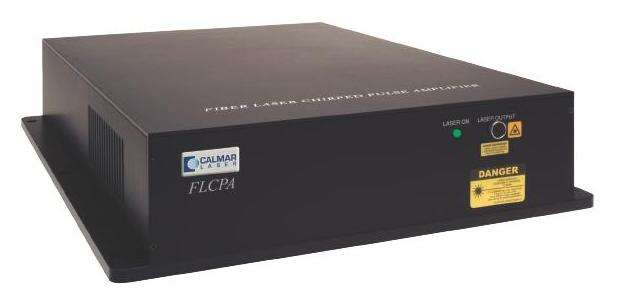 FIBER LASER CHIRPED PULSE AMPLIFIER
LASER ON
LASER OUTPUT
CALMAR
LASER
FLCPA
DANGER